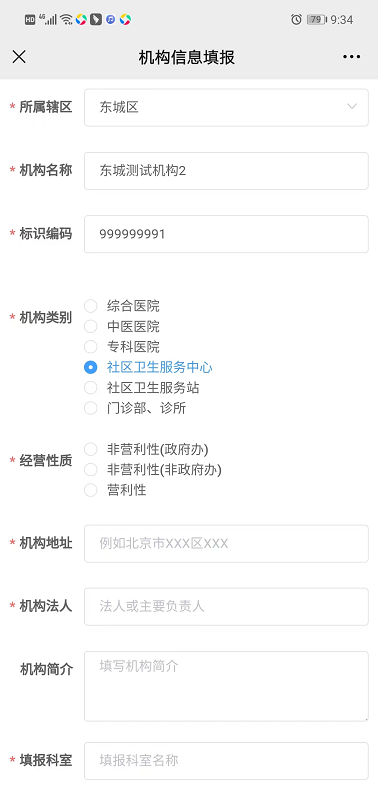 HD 4G 79 9:34
机构信息填报
* 所属辖区 东城区
* 机构名称 东城测试机构2
* 标识编码 999999991
* 机构类别
综合医院
中医医院
专科医院
社区卫生服务中心
社区卫生服务站
门诊部、诊所
* 经营性质
非营利性(政府办)
非营利性(非政府办)
营利性
* 机构地址 例如北京市XXX区XXX
* 机构法人 法人或主要负责人
机构简介 填写机构简介
* 填报科室 填报科室名称